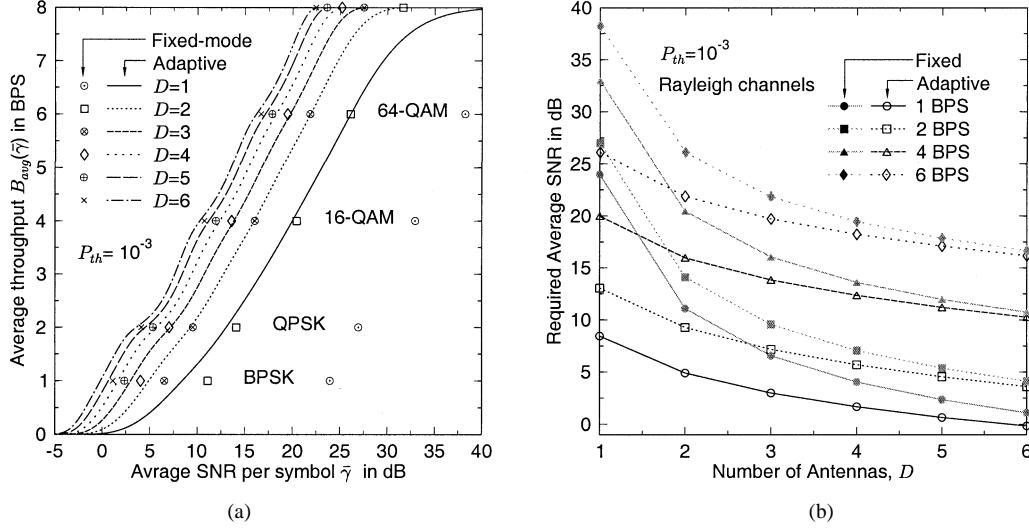 8
7
6
5
4
3
2
1
0
Average throughput B_avg(γ̄) in BPS
Fixed-mode
Adaptive
D=1
D=2
D=3
D=4
D=5
D=6
P_th= 10^-3
64-QAM
16-QAM
QPSK
BPSK
-5 0 5 10 15 20 25 30 35 40
Avrage SNR per symbol γ̄ in dB
(a)
40
35
30
25
20
15
10
5
0
Required Average SNR in dB
P_th=10^-3
Rayleigh channels
Fixed
Adaptive
1 BPS
2 BPS
4 BPS
6 BPS
1 2 3 4 5 6
Number of Antennas, D
(b)